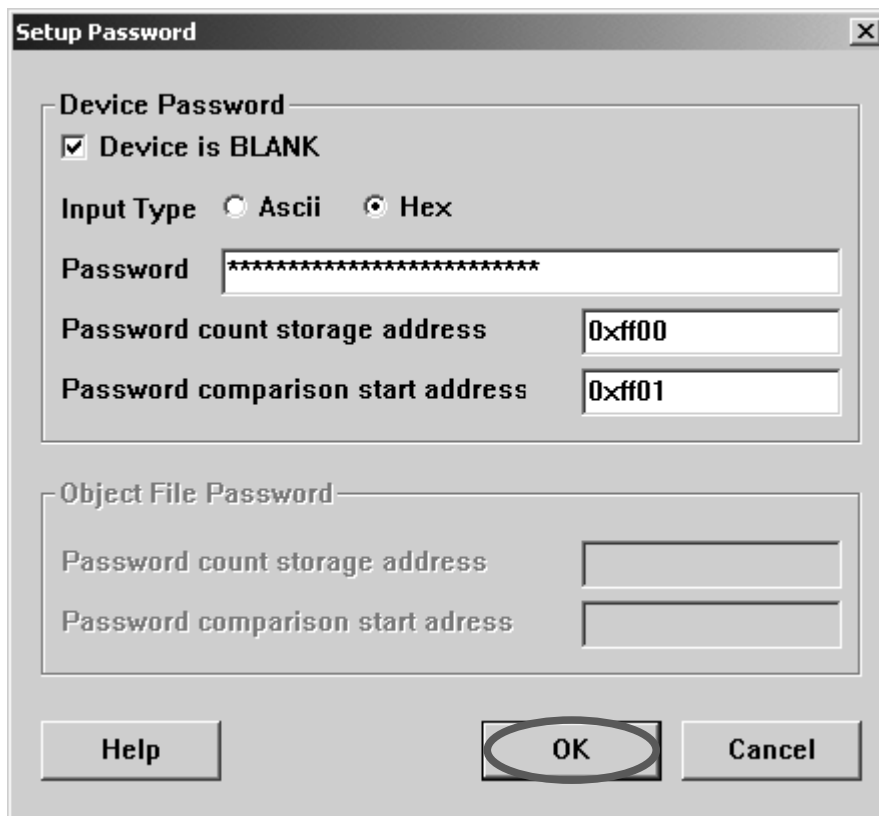 Setup Password
Device Password
Device is BLANK
Input Type Ascii Hex
Password **************************
Password count storage address 0xff00
Password comparison start address 0xff01
Object File Password
Password count storage address
Password comparison start adress
Help OK Cancel